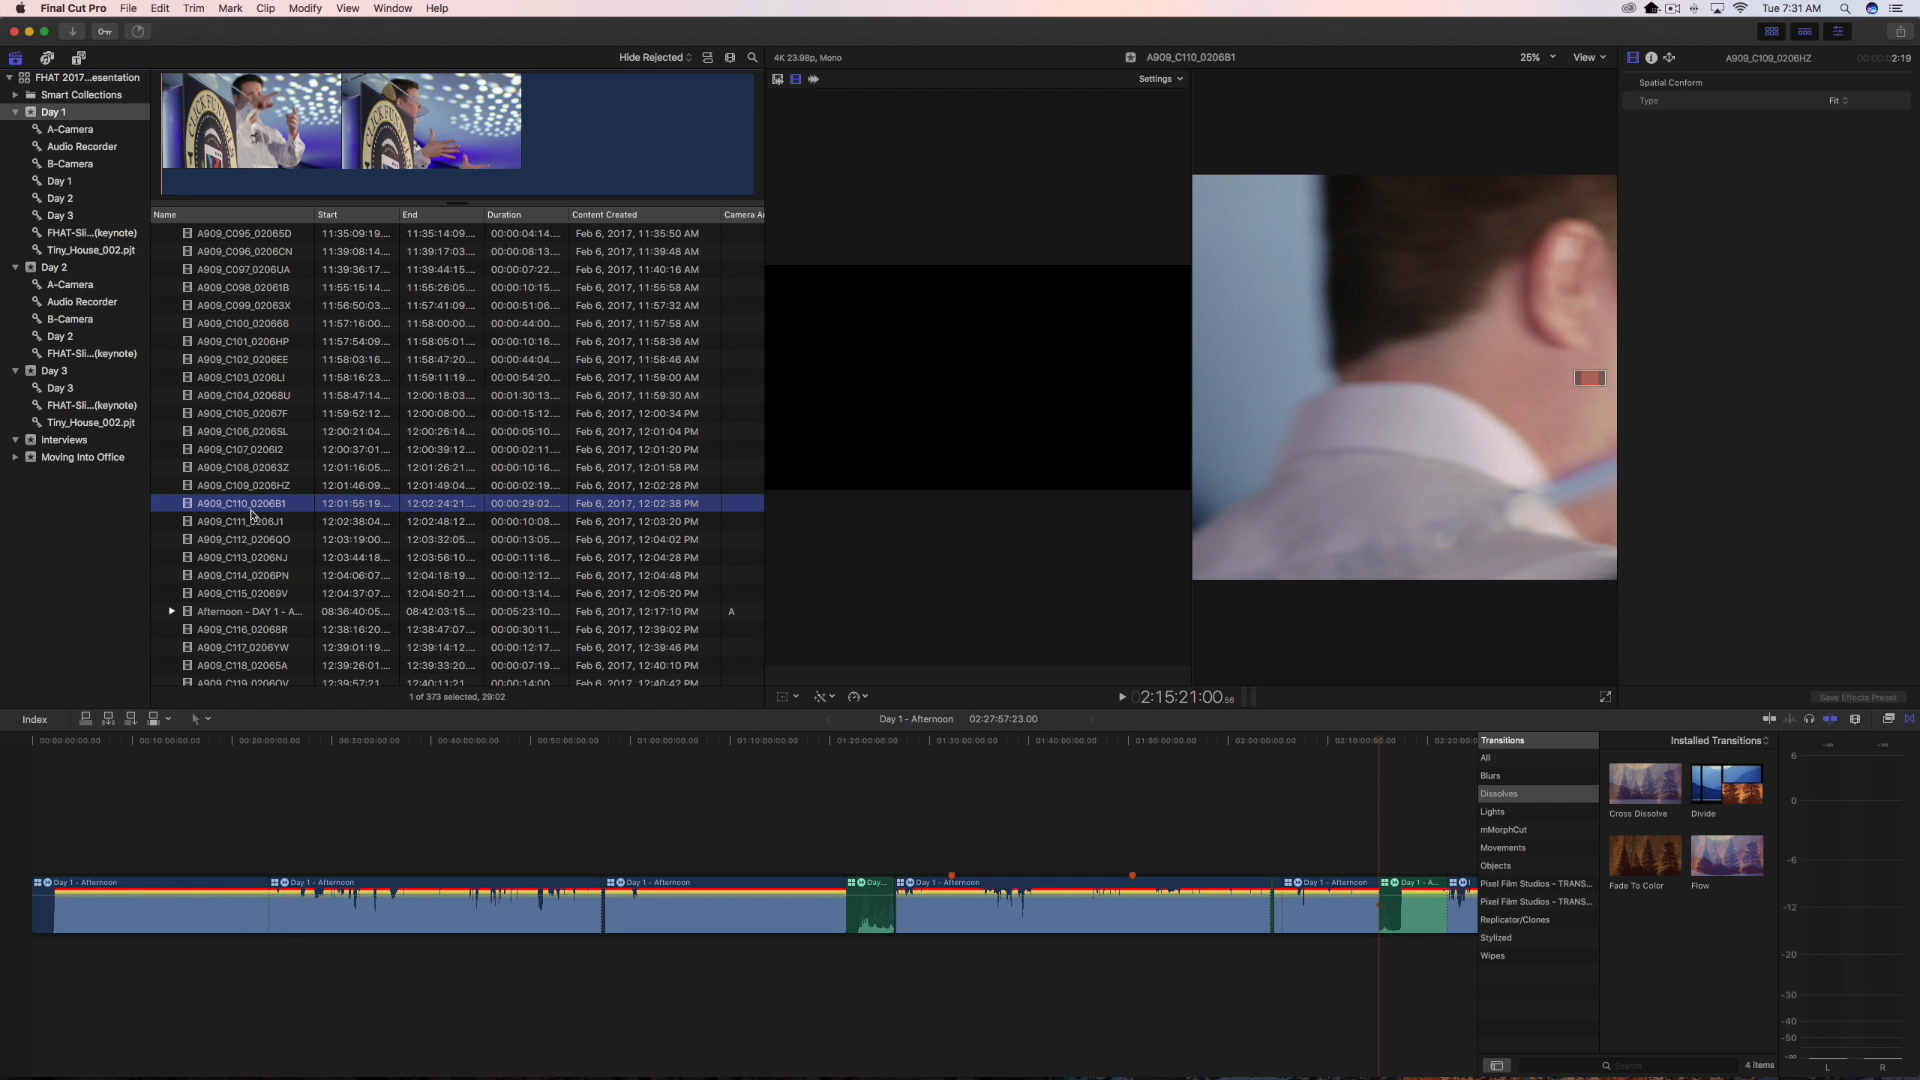 Final Cut Pro File Edit Trim Mark Clip Modify View Window Help
Tue 7:31 AM
Hide Rejected
4K 23.98p, Mono
A909_C110_0206B1
25%
View
A909_C109_0206HZ
2:19
Settings
Spatial Conform
Type
Fit
FHAT 2017...esentation
Smart Collections
Day 1
A-Camera
Audio Recorder
B-Camera
Day 1
Day 2
Day 3
FHAT-Sli...(keynote)
Tiny_House_002.pjt
Day 2
A-Camera
Audio Recorder
B-Camera
Day 2
FHAT-Sli...(keynote)
Day 3
Day 3
FHAT-Sli...(keynote)
Tiny_House_002.pjt
Interviews
Moving Into Office
Name Start End Duration Content Created Camera A
A909_C095_02065D 11:35:09:19.... 11:35:14:09.... 00:00:04:14.... Feb 6, 2017, 11:35:50 AM
A909_C096_0206CN 11:39:08:14.... 11:39:17:03.... 00:00:08:13.... Feb 6, 2017, 11:39:48 AM
A909_C097_0206UA 11:39:36:17.... 11:39:44:15.... 00:00:07:22.... Feb 6, 2017, 11:40:16 AM
A909_C098_02061B 11:55:15:14.... 11:55:26:05.... 00:00:10:15.... Feb 6, 2017, 11:55:58 AM
A909_C099_02063X 11:56:50:03.... 11:57:41:09.... 00:00:51:06.... Feb 6, 2017, 11:57:32 AM
A909_C100_020666 11:57:16:00.... 11:58:00:00.... 00:00:44:00.... Feb 6, 2017, 11:57:58 AM
A909_C101_0206HP 11:57:54:09.... 11:58:05:01.... 00:00:10:16.... Feb 6, 2017, 11:58:36 AM
A909_C102_0206EE 11:58:03:16.... 11:58:47:20.... 00:00:44:04.... Feb 6, 2017, 11:58:46 AM
A909_C103_0206LI 11:58:16:23.... 11:59:11:19.... 00:00:54:20.... Feb 6, 2017, 11:59:00 AM
A909_C104_02068U 11:58:47:14.... 12:00:18:03.... 00:01:30:13.... Feb 6, 2017, 11:59:30 AM
A909_C105_02067F 11:59:52:12.... 12:00:08:00.... 00:00:15:12.... Feb 6, 2017, 12:00:34 PM
A909_C106_0206SL 12:00:21:04.... 12:00:26:14.... 00:00:05:10.... Feb 6, 2017, 12:01:04 PM
A909_C107_0206I2 12:00:37:01.... 12:00:39:12.... 00:00:02:11.... Feb 6, 2017, 12:01:20 PM
A909_C108_02063Z 12:01:16:05.... 12:01:26:21.... 00:00:10:16.... Feb 6, 2017, 12:01:58 PM
A909_C109_0206HZ 12:01:46:09.... 12:01:49:04.... 00:00:02:19.... Feb 6, 2017, 12:02:28 PM
A909_C110_0206B1 12:01:55:19.... 12:02:24:21.... 00:00:29:02.... Feb 6, 2017, 12:02:38 PM
A909_C111_0206J1 12:02:38:04.... 12:02:48:12.... 00:00:10:08.... Feb 6, 2017, 12:03:20 PM
A909_C112_0206QO 12:03:19:00.... 12:03:32:05.... 00:00:13:05.... Feb 6, 2017, 12:04:02 PM
A909_C113_0206NJ 12:03:44:18.... 12:03:56:10.... 00:00:11:16.... Feb 6, 2017, 12:04:28 PM
A909_C114_0206PN 12:04:06:07.... 12:04:18:19.... 00:00:12:12.... Feb 6, 2017, 12:04:48 PM
A909_C115_02069V 12:04:37:07.... 12:04:50:21.... 00:00:13:14.... Feb 6, 2017, 12:05:20 PM
Afternoon - DAY 1 - A... 08:36:40:05.... 08:42:03:15.... 00:05:23:10.... Feb 6, 2017, 12:17:10 PM A
A909_C116_02068R 12:38:16:20.... 12:38:47:07.... 00:00:30:11.... Feb 6, 2017, 12:39:02 PM
A909_C117_0206YW 12:39:01:19.... 12:39:14:12.... 00:00:12:17.... Feb 6, 2017, 12:39:46 PM
A909_C118_02065A 12:39:26:01.... 12:39:33:20.... 00:00:07:19.... Feb 6, 2017, 12:40:10 PM
A909_C119_0206OV 12:39:57:21 12:40:11:21 00:00:14:00 Feb 6, 2017, 12:40:42 PM
1 of 373 selected, 29:02
02:15:21:00.56
Save Effects Preset
Index
Day 1 - Afternoon 02:27:57:23.00
00:00:00:00.00 00:10:00:00.00 00:20:00:00.00 00:30:00:00.00 00:40:00:00.00 00:50:00:00.00 01:00:00:00.00 01:10:00:00.00 01:20:00:00.00 01:30:00:00.00 01:40:00:00.00 01:50:00:00.00 02:00:00:00.00 02:10:00:00.00 02:20:00
Day 1 - Afternoon Day 1 - Afternoon Day 1 - Afternoon Day... Day 1 - Afternoon Day 1 - Afternoon Day 1 - A...
Transitions
All
Blurs
Dissolves
Lights
mMorphCut
Movements
Objects
Pixel Film Studios - TRANS...
Pixel Film Studios - TRANS...
Replicator/Clones
Stylized
Wipes
Installed Transitions
Cross Dissolve Divide
Fade To Color Flow
Search
4 items
-∞ -∞
6
0
-6
-12
-20
-30
-40
-50
-∞
L R